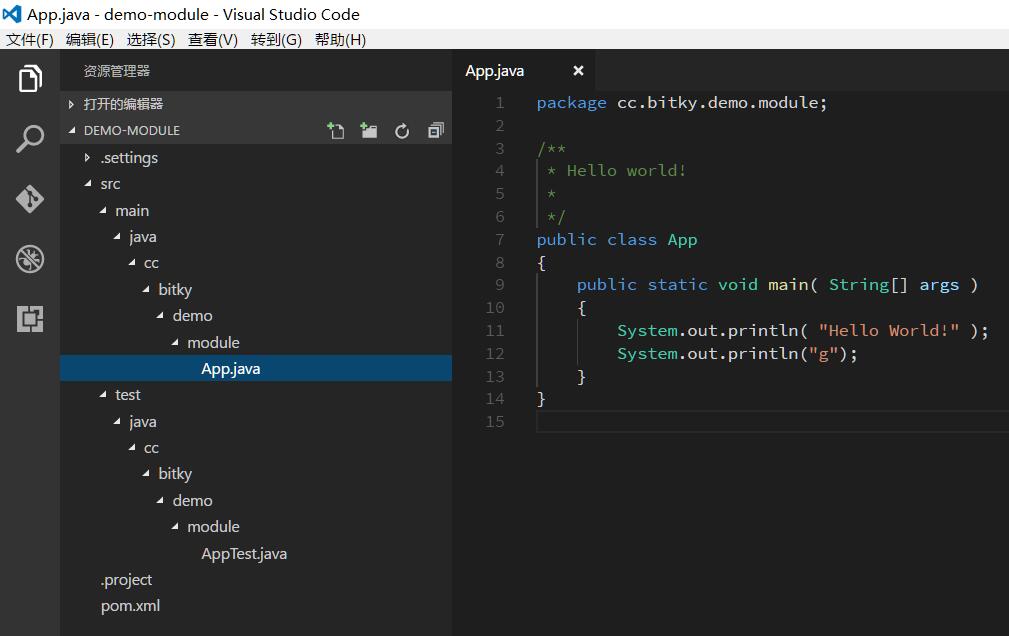 App.java - demo-module - Visual Studio Code
文件(F) 编辑(E) 选择(S) 查看(V) 转到(G) 帮助(H)
资源管理器
打开的编辑器
DEMO-MODULE
.settings
src
main
java
cc
bitky
demo
module
App.java
test
java
cc
bitky
demo
module
AppTest.java
.project
pom.xml
App.java
1 package cc.bitky.demo.module;
2
3 /**
4 * Hello world!
5 *
6 */
7 public class App
8 {
9 public static void main( String[] args )
10 {
11 System.out.println( "Hello World!" );
12 System.out.println("g");
13 }
14 }
15